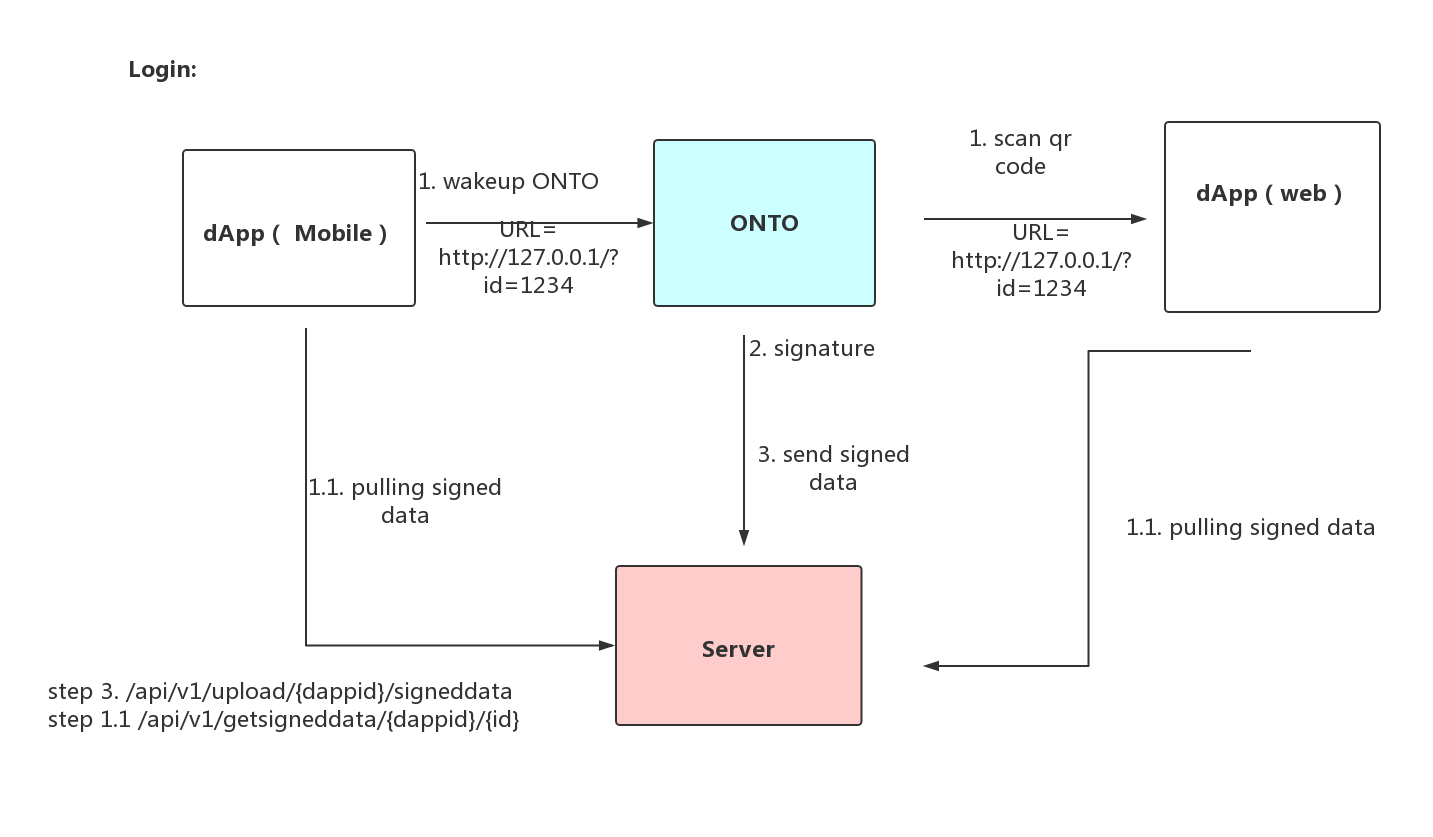 Login:
dApp (  Mobile )
1. wakeup ONTO
URL=
http://127.0.0.1/?
id=1234
ONTO
1. scan qr
code
URL=
http://127.0.0.1/?
id=1234
dApp ( web )
2. signature
3. send signed
data
1.1. pulling signed
data
1.1. pulling signed data
Server
step 3. /api/v1/upload/{dappid}/signeddata
step 1.1 /api/v1/getsigneddata/{dappid}/{id}